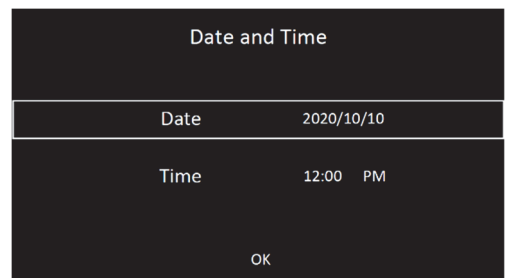 Date and Time
Date 2020/10/10
Time 12:00 PM
OK